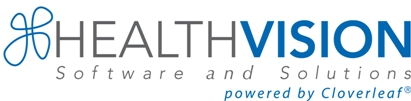 HEALTHVISION
Software and Solutions
powered by Cloverleaf®